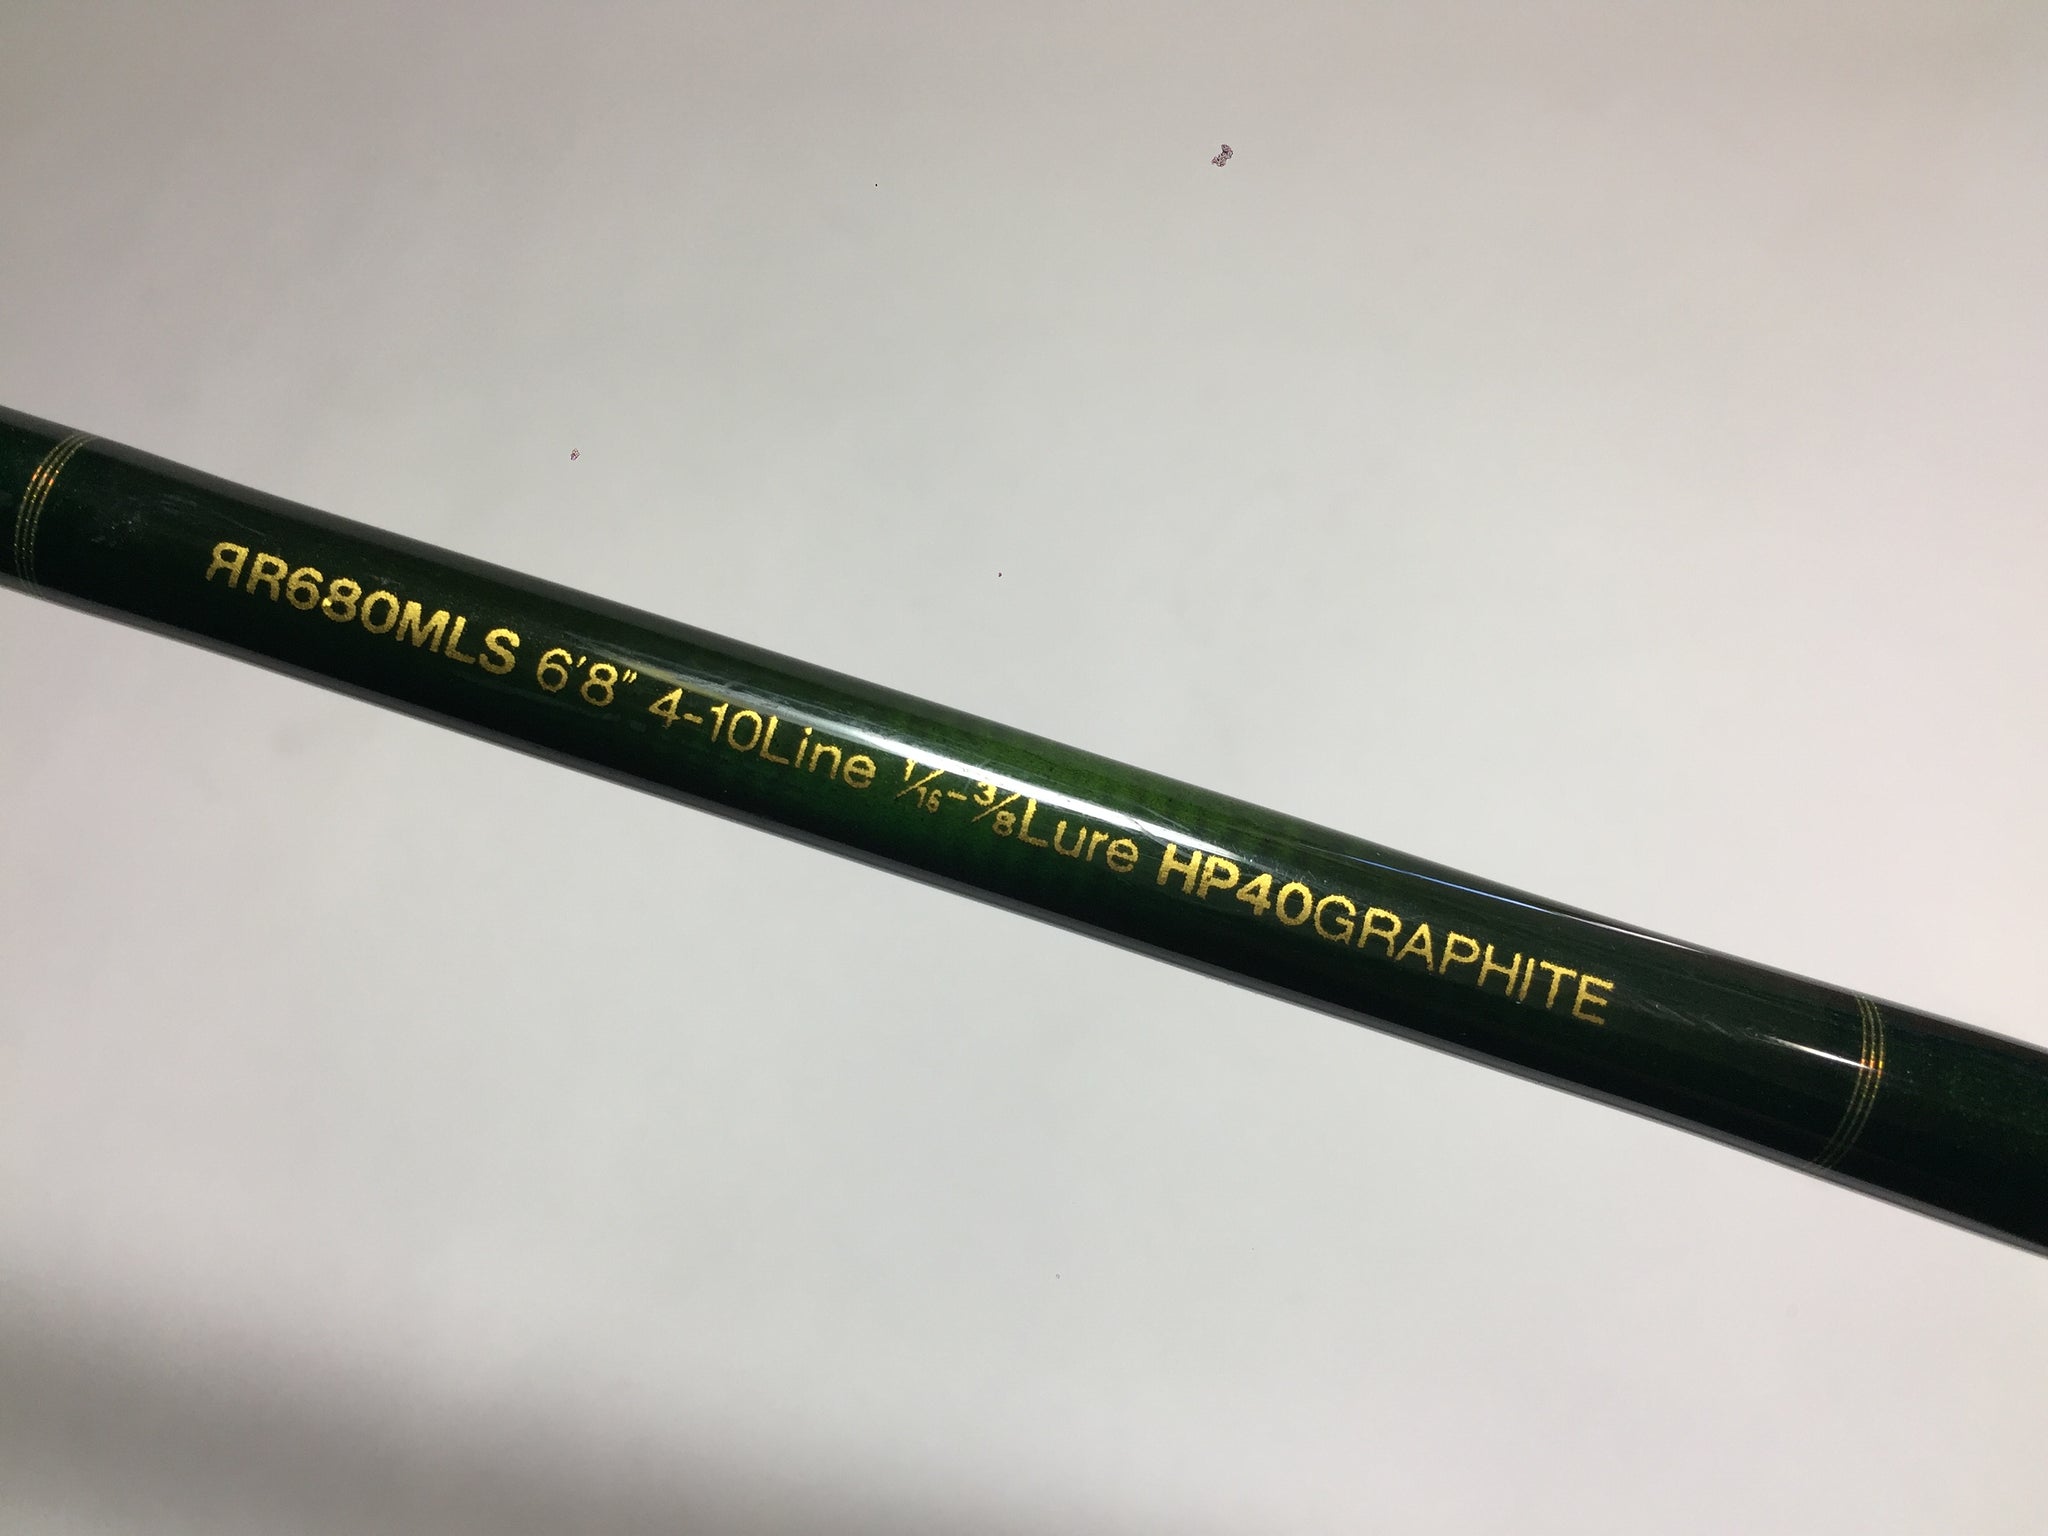 ЯR680MLS 6'8" 4-10Line 1/16-3/8Lure HP40GRAPHITE